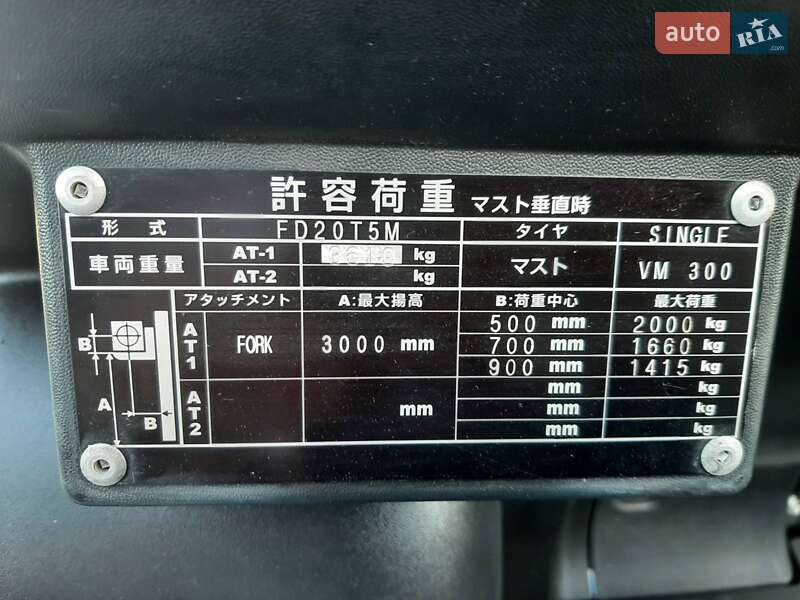 auto RIA.com
許容荷重 マスト垂直時
形式 FD20T5M タイヤ SINGLE
車両重量 AT-1 kg マスト VM 300
AT-2 kg
アタッチメント A:最大揚高 B:荷重中心 最大荷重
AT1 FORK 3000 mm 500 mm 2000 kg
700 mm 1660 kg
900 mm 1415 kg
AT2 mm mm kg
mm kg
mm kg
B
A
B